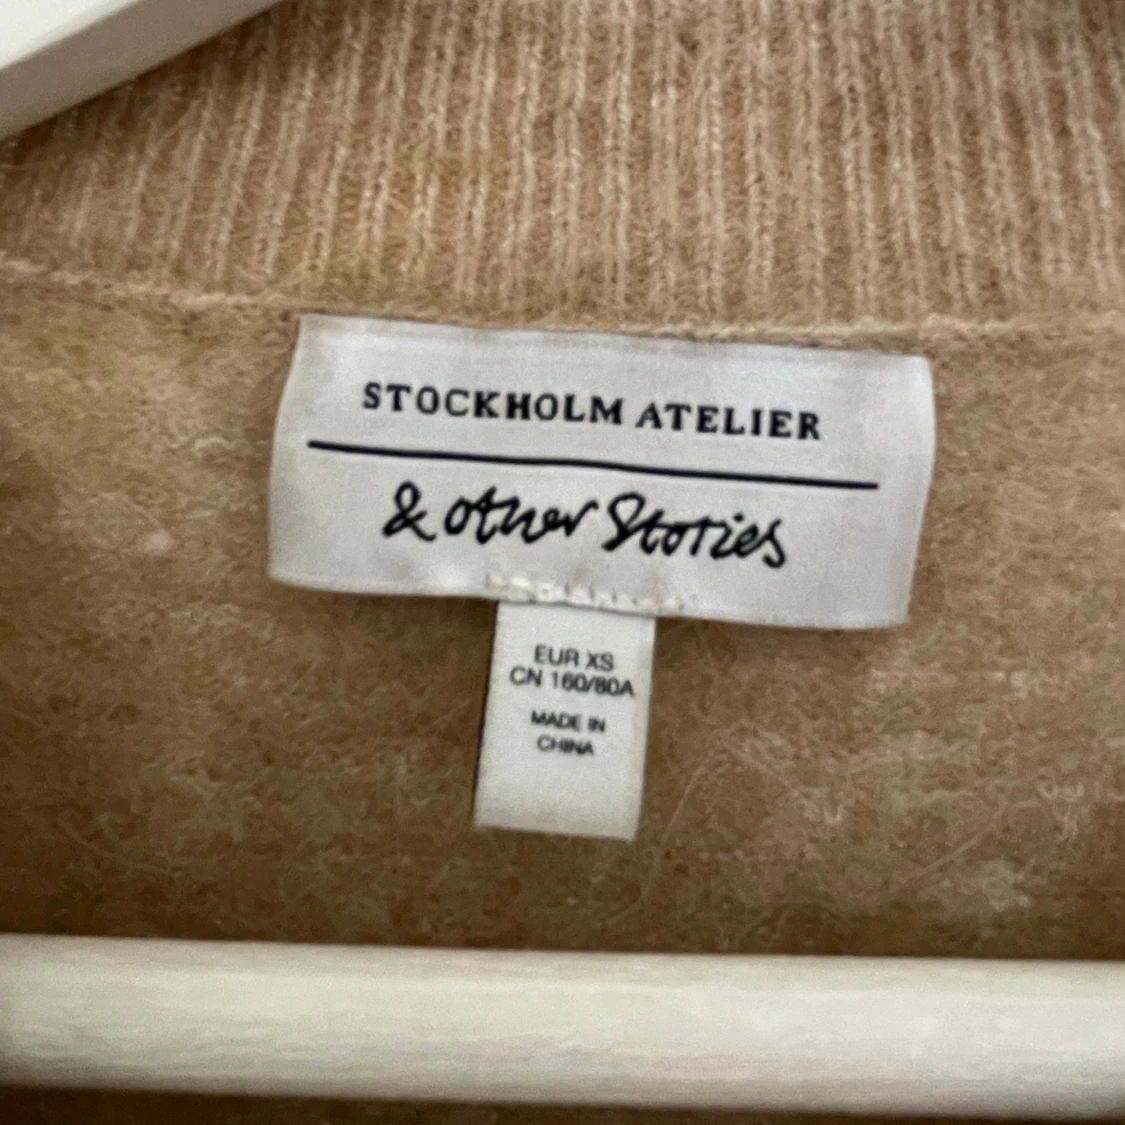 STOCKHOLM ATELIER
& other Stories
EUR XS
CN 160/80A
MADE IN
CHINA